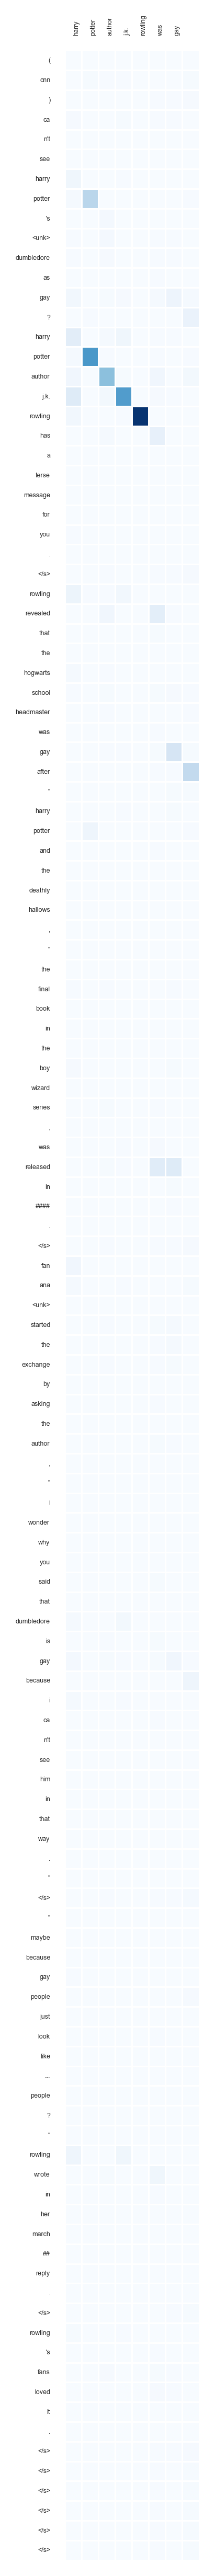 harry
potter
author
j.k.
rowling
was
gay
(
cnn
)
ca
n't
see
harry
potter
's
<unk>
dumbledore
as
gay
?
harry
potter
author
j.k.
rowling
has
a
terse
message
for
you
.
</s>
rowling
revealed
that
the
hogwarts
school
headmaster
was
gay
after
"
harry
potter
and
the
deathly
hallows
,
"
the
final
book
in
the
boy
wizard
series
,
was
released
in
####
.
</s>
fan
ana
<unk>
started
the
exchange
by
asking
the
author
,
"
i
wonder
why
you
said
that
dumbledore
is
gay
because
i
ca
n't
see
him
in
that
way
.
"
</s>
"
maybe
because
gay
people
just
look
like
...
people
?
"
rowling
wrote
in
her
march
##
reply
.
</s>
rowling
's
fans
loved
it
.
</s>
</s>
</s>
</s>
</s>
</s>